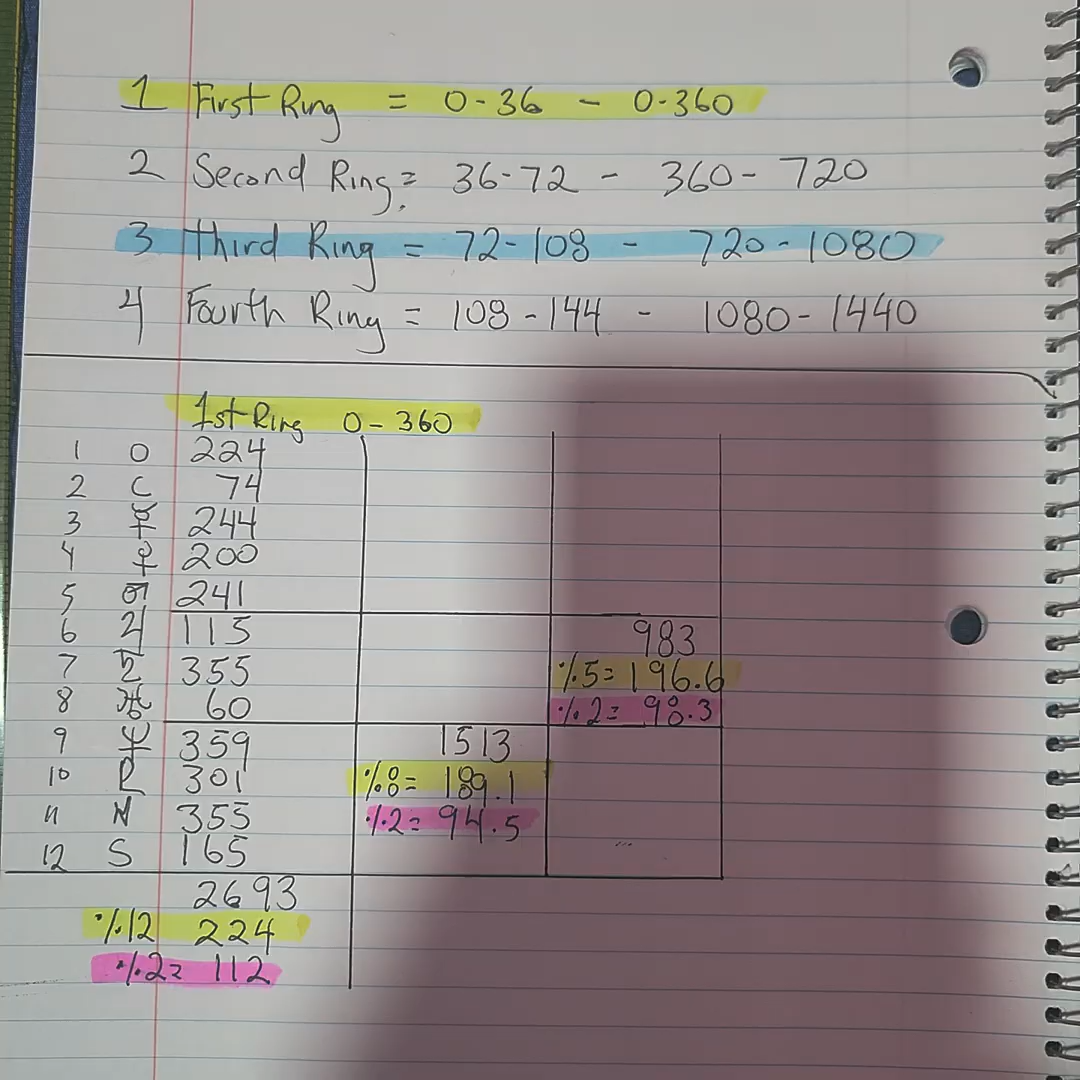 1 First Ring = 0-36 - 0-360
2 Second Ring = 36-72 - 360-720
3 third Ring = 72-108 - 720-1080
4 Fourth Ring = 108-144 - 1080-1440
1st Ring 0-360
1 O 224
2 C 74
3 ☿ 244
4 ♀ 200
5 ♂ 241
6 ♃ 115 983
7 ♄ 355 %5= 196.6
8 ♅ 60 %2= 98.3
9 ♆ 359 1513
10 P 301 %8= 189.1
11 N 355 %2= 94.5
12 S 165
2693
%12 224
%2= 112